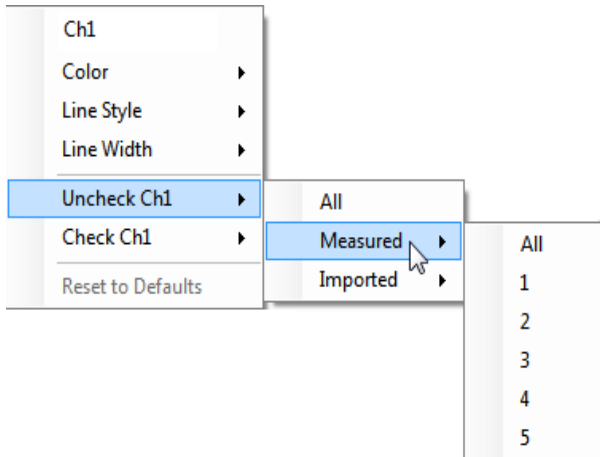 Ch1
Color
Line Style
Line Width
Uncheck Ch1
Check Ch1
Reset to Defaults
All
Measured
Imported
All
1
2
3
4
5